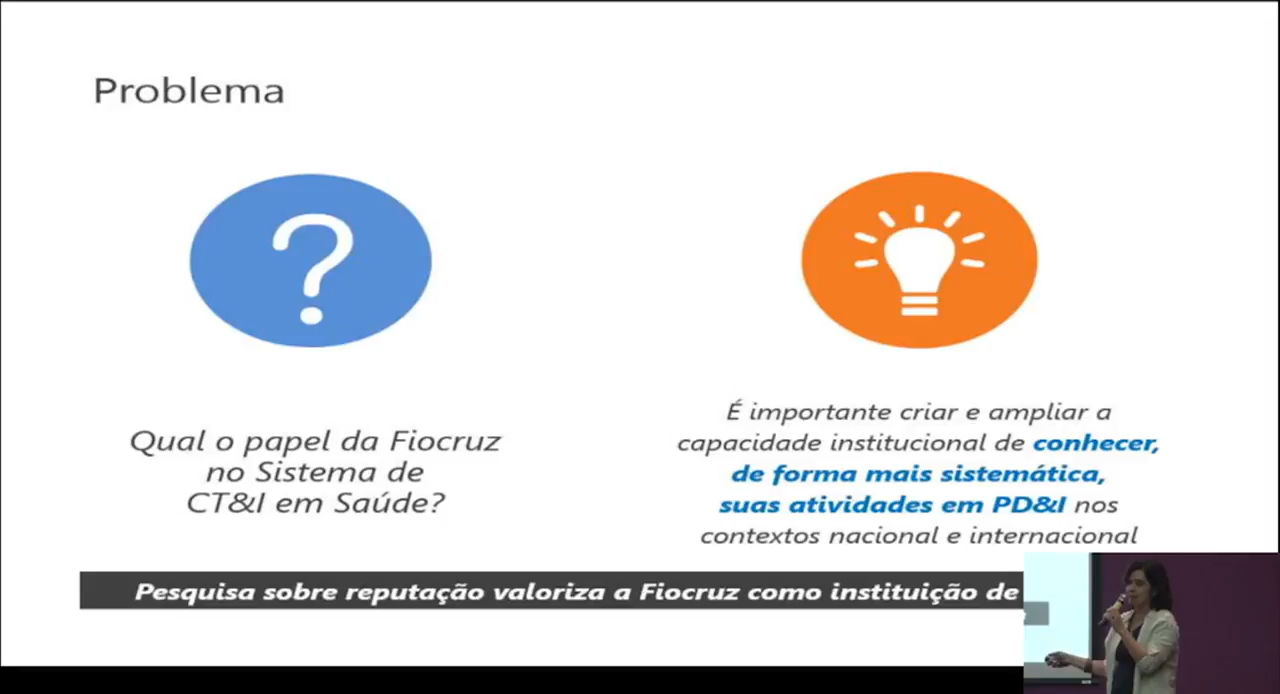 Problema
Qual o papel da Fiocruz
no Sistema de
CT&I em Saúde?
É importante criar e ampliar a
capacidade institucional de conhecer,
de forma mais sistemática,
suas atividades em PD&I nos
contextos nacional e internacional
Pesquisa sobre reputação valoriza a Fiocruz como instituição de